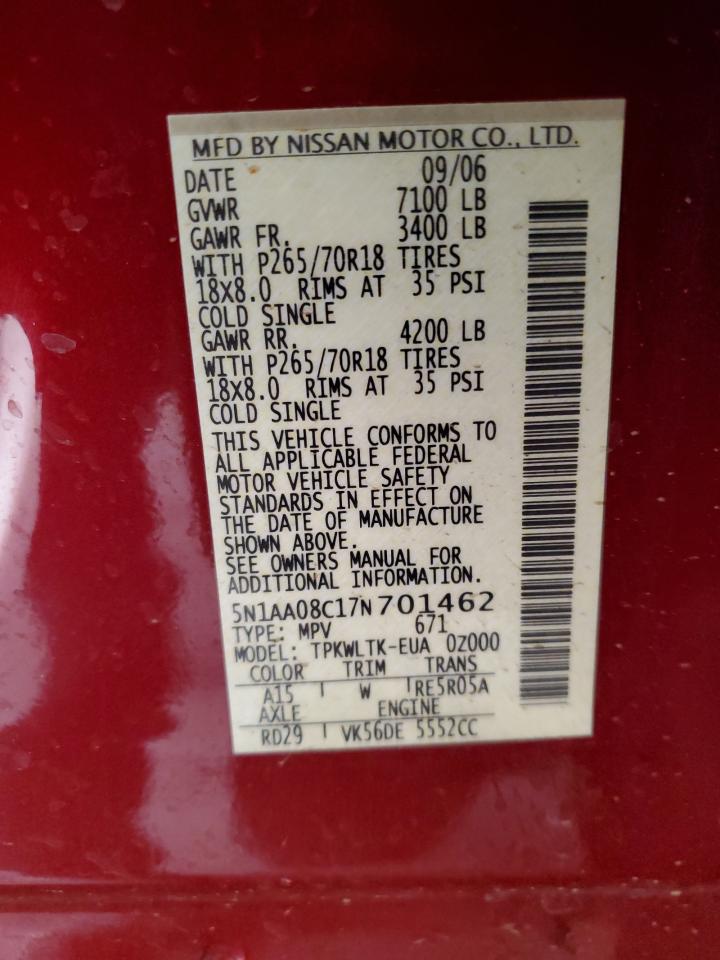 MFD BY NISSAN MOTOR CO., LTD.
DATE 09/06
GVWR 7100 LB
GAWR FR. 3400 LB
WITH P265/70R18 TIRES
18X8.0 RIMS AT 35 PSI
COLD SINGLE
GAWR RR. 4200 LB
WITH P265/70R18 TIRES
18X8.0 RIMS AT 35 PSI
COLD SINGLE
THIS VEHICLE CONFORMS TO
ALL APPLICABLE FEDERAL
MOTOR VEHICLE SAFETY
STANDARDS IN EFFECT ON
THE DATE OF MANUFACTURE
SHOWN ABOVE.
SEE OWNERS MANUAL FOR
ADDITIONAL INFORMATION.
5N1AA08C17N701462
TYPE: MPV 671
MODEL: TPKWLTK-EUA 0Z000
COLOR TRIM TRANS
A15 W RE5R05A
AXLE ENGINE
RD29 VK56DE 5552CC